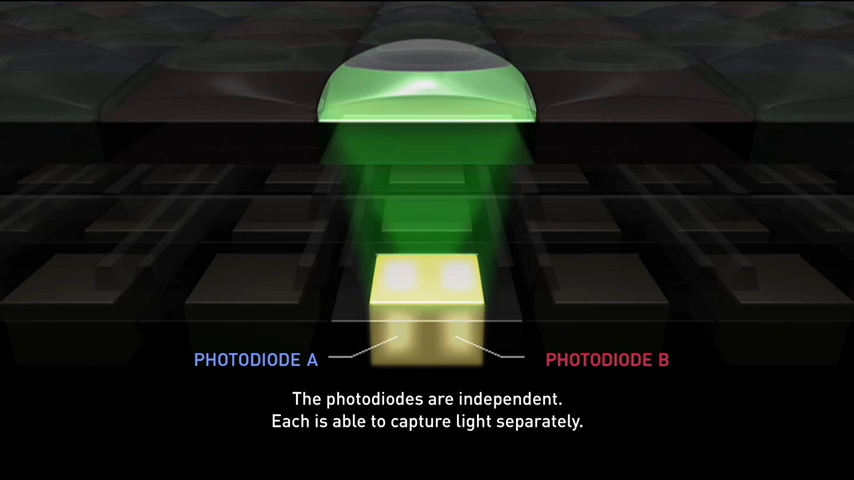 PHOTODIODE A
PHOTODIODE B
The photodiodes are independent.
Each is able to capture light separately.